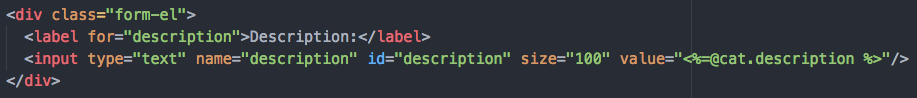 <div class="form-el">
<label for="description">Description:</label>
<input type="text" name="description" id="description" size="100" value="<%=@cat.description %>"/>
</div>